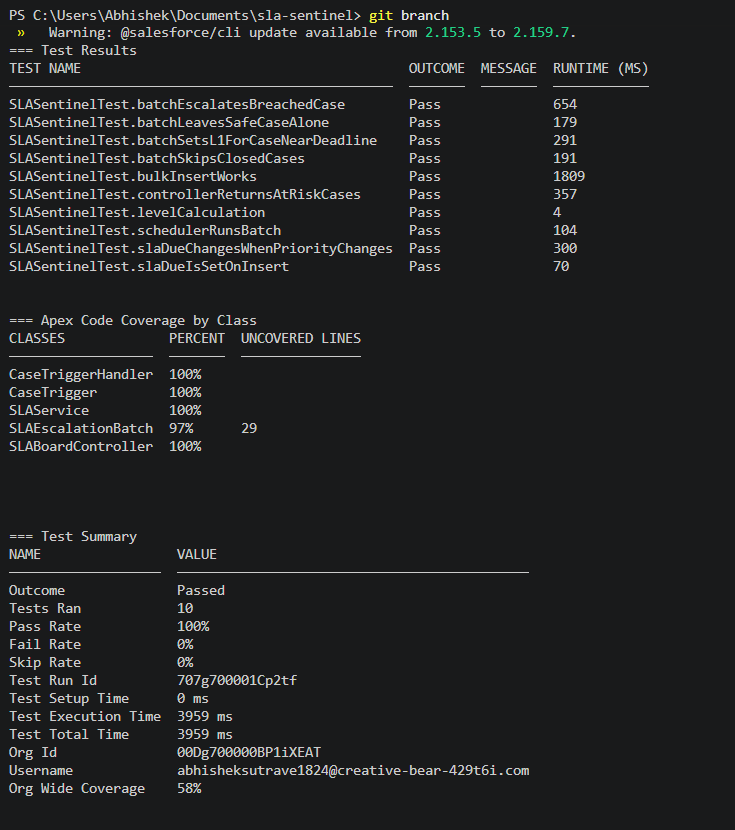 PS C:\Users\Abhishek\Documents\sla-sentinel> git branch
» Warning: @salesforce/cli update available from 2.153.5 to 2.159.7.
=== Test Results
TEST NAME OUTCOME MESSAGE RUNTIME (MS)
SLASentinelTest.batchEscalatesBreachedCase Pass 654
SLASentinelTest.batchLeavesSafeCaseAlone Pass 179
SLASentinelTest.batchSetsL1ForCaseNearDeadline Pass 291
SLASentinelTest.batchSkipsClosedCases Pass 191
SLASentinelTest.bulkInsertWorks Pass 1809
SLASentinelTest.controllerReturnsAtRiskCases Pass 357
SLASentinelTest.levelCalculation Pass 4
SLASentinelTest.schedulerRunsBatch Pass 104
SLASentinelTest.slaDueChangesWhenPriorityChanges Pass 300
SLASentinelTest.slaDueIsSetOnInsert Pass 70
=== Apex Code Coverage by Class
CLASSES PERCENT UNCOVERED LINES
CaseTriggerHandler 100%
CaseTrigger 100%
SLAService 100%
SLAEscalationBatch 97% 29
SLABoardController 100%
=== Test Summary
NAME VALUE
Outcome Passed
Tests Ran 10
Pass Rate 100%
Fail Rate 0%
Skip Rate 0%
Test Run Id 707g700001Cp2tf
Test Setup Time 0 ms
Test Execution Time 3959 ms
Test Total Time 3959 ms
Org Id 00Dg700000BP1iXEAT
Username abhisheksutrave1824@creative-bear-429t6i.com
Org Wide Coverage 58%